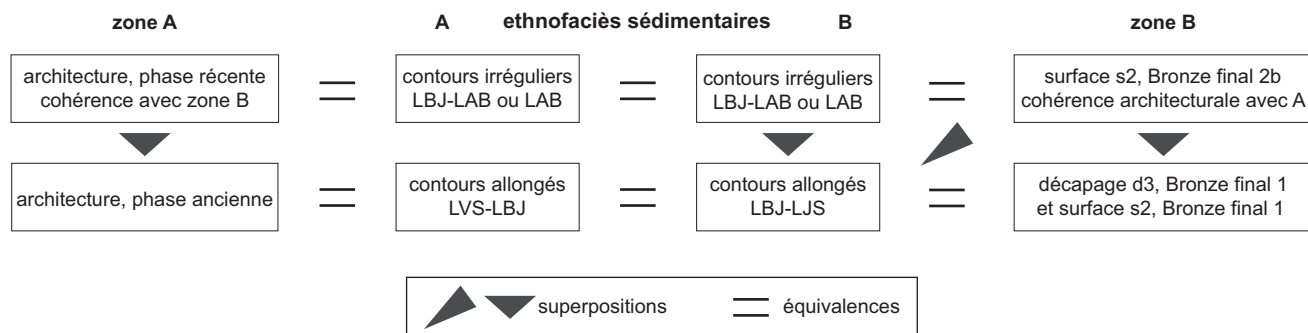 zone A
A
ethnofaciès sédimentaires
B
zone B
architecture, phase récente
cohérence avec zone B
contours irréguliers
LBJ-LAB ou LAB
contours irréguliers
LBJ-LAB ou LAB
surface s2, Bronze final 2b
cohérence architecturale avec A
architecture, phase ancienne
contours allongés
LVS-LBJ
contours allongés
LBJ-LJS
décapage d3, Bronze final 1
et surface s2, Bronze final 1
superpositions
équivalences